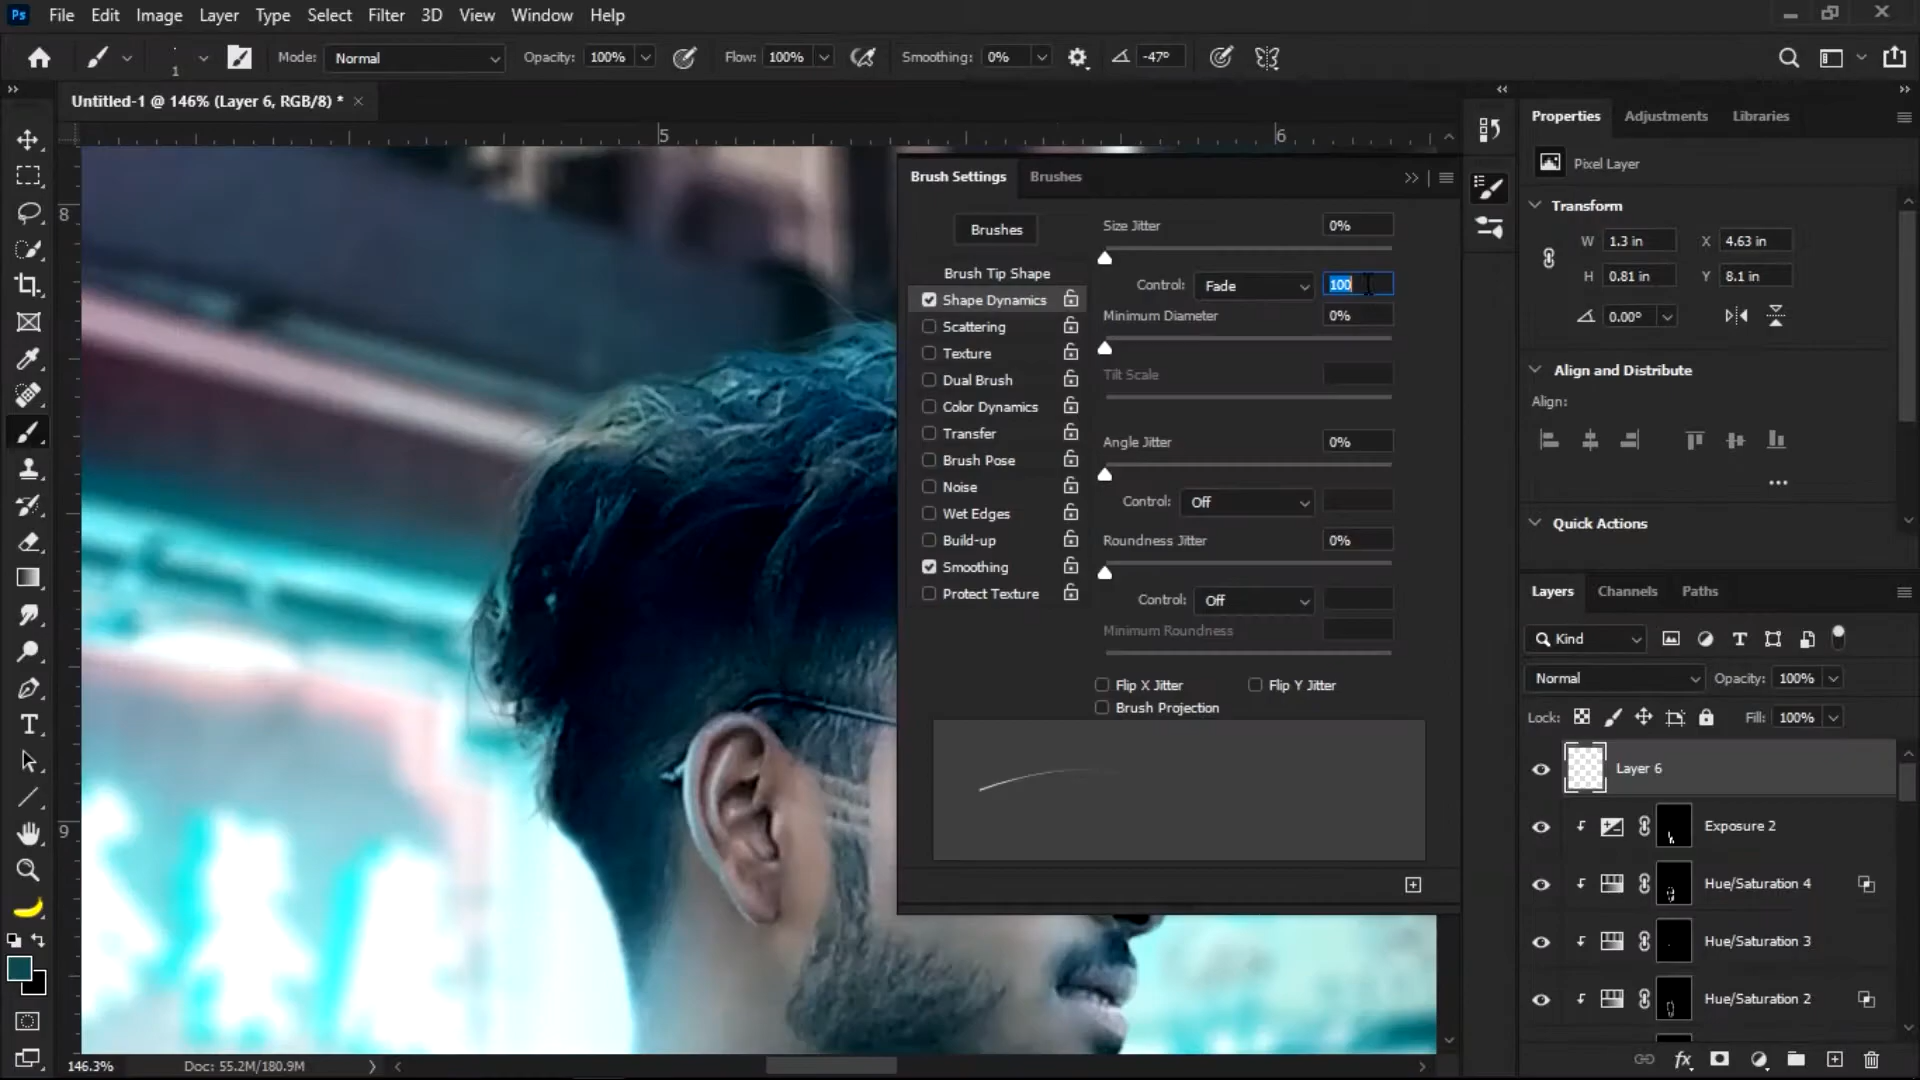 Ps File Edit Image Layer Type Select Filter 3D View Window Help
1 Mode: Normal Opacity: 100% Flow: 100% Smoothing: 0% -47°
Untitled-1 @ 146% (Layer 6, RGB/8) *
5 6
8
9
Brush Settings Brushes
Brushes
Brush Tip Shape
Shape Dynamics
Scattering
Texture
Dual Brush
Color Dynamics
Transfer
Brush Pose
Noise
Wet Edges
Build-up
Smoothing
Protect Texture
Size Jitter 0%
Control: Fade 100
Minimum Diameter 0%
Tilt Scale
Angle Jitter 0%
Control: Off
Roundness Jitter 0%
Control: Off
Minimum Roundness
Flip X Jitter Flip Y Jitter
Brush Projection
Properties Adjustments Libraries
Pixel Layer
Transform
W 1.3 in X 4.63 in
H 0.81 in Y 8.1 in
0.00°
Align and Distribute
Align:
Quick Actions
Layers Channels Paths
Kind
Normal Opacity: 100%
Lock: Fill: 100%
Layer 6
Exposure 2
Hue/Saturation 4
Hue/Saturation 3
Hue/Saturation 2
fx
146.3% Doc: 55.2M/180.9M